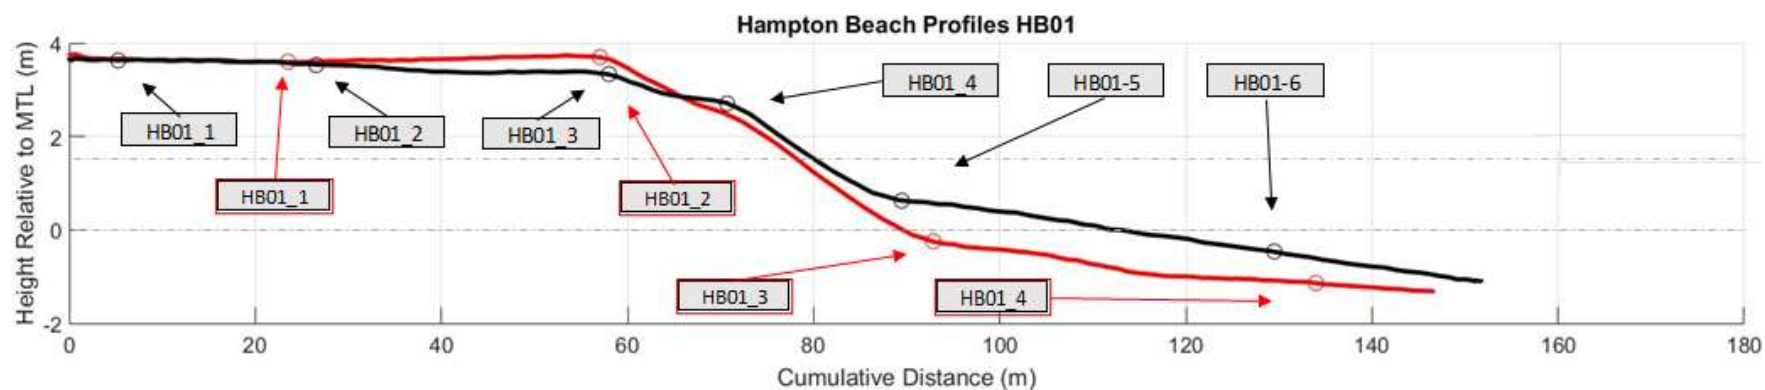 Hampton Beach Profiles HB01
Height Relative to MTL (m)
4
2
0
-2
HB01_4
HB01-5
HB01-6
HB01_1
HB01_2
HB01_3
HB01_1
HB01_2
HB01_3
HB01_4
0 20 40 60 80 100 120 140 160 180
Cumulative Distance (m)